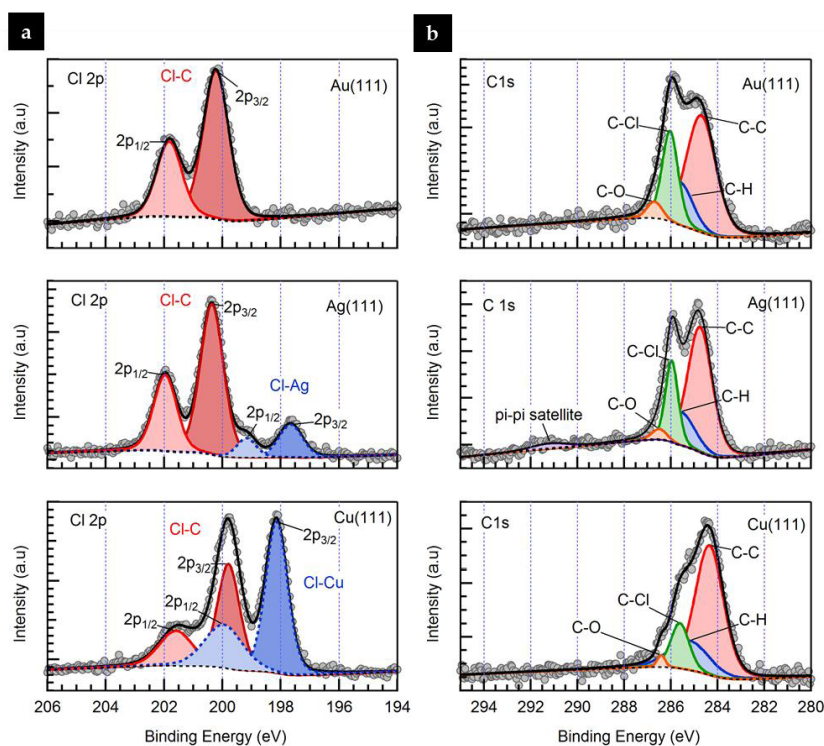 a
Cl 2p
Cl-C
Au(111)
2p3/2
2p1/2
Intensity (a.u)
Cl 2p
Cl-C
Ag(111)
2p3/2
2p1/2
Cl-Ag
2p1/2
2p3/2
Intensity (a.u)
Cl 2p
Cl-C
Cu(111)
2p3/2
2p3/2
Cl-Cu
2p1/2
2p1/2
Intensity (a.u)
206 204 202 200 198 196 194
Binding Energy (eV)
b
C1s
Au(111)
C-Cl
C-C
C-O
C-H
Intensity (a.u)
C 1s
Ag(111)
C-C
C-Cl
C-H
C-O
pi-pi satellite
Intensity (a.u)
C1s
Cu(111)
C-C
C-Cl
C-H
C-O
Intensity (a.u)
295 292 290 288 286 284 282 280
Binding Energy (eV)